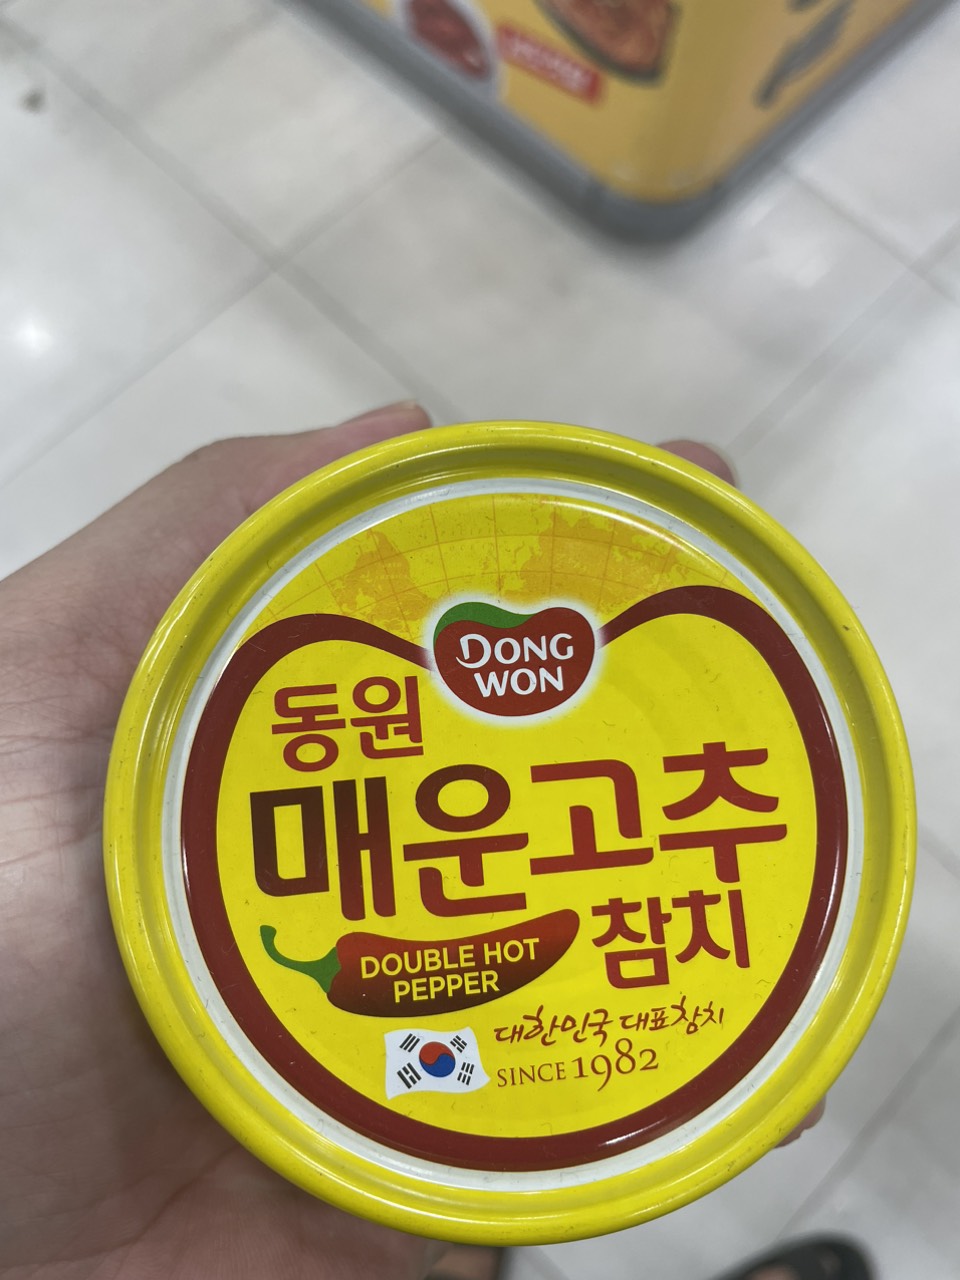 DONG
WON
동원
매운고추
참치
DOUBLE HOT
PEPPER
대한민국 대표참치
SINCE 1982